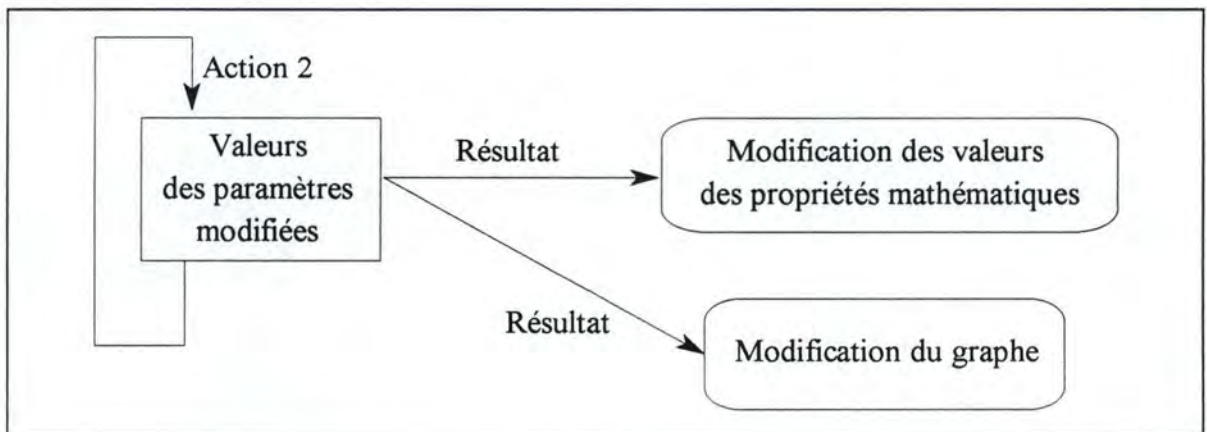 Action 2
Valeurs
des paramètres
modifiées
Résultat
Modification des valeurs
des propriétés mathématiques
Résultat
Modification du graphe